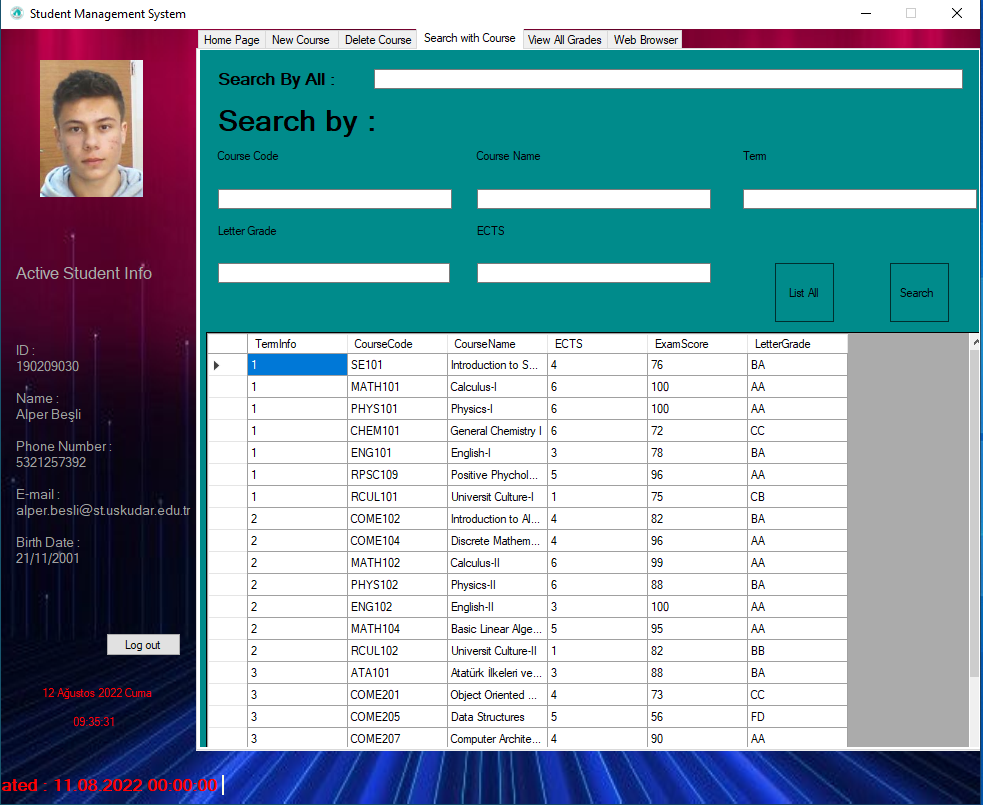 Student Management System
Home Page New Course Delete Course Search with Course View All Grades Web Browser
Search By All :
Search by :
Course Code Course Name Term
Letter Grade ECTS
List All Search
Active Student Info
ID :
190209030
Name :
Alper Beşli
Phone Number :
5321257392
E-mail :
alper.besli@st.uskudar.edu.tr
Birth Date :
21/11/2001
Log out
12 Ağustos 2022 Cuma
09:35:31
ated : 11.08.2022 00:00:00
TermInfo CourseCode CourseName ECTS ExamScore LetterGrade
1 SE101 Introduction to S... 4 76 BA
1 MATH101 Calculus-I 6 100 AA
1 PHYS101 Physics-I 6 100 AA
1 CHEM101 General Chemistry I 6 72 CC
1 ENG101 English-I 3 78 BA
1 RPSC109 Positive Phychol... 5 96 AA
1 RCUL101 Universit Culture-I 1 75 CB
2 COME102 Introduction to Al... 4 82 BA
2 COME104 Discrete Mathem... 4 96 AA
2 MATH102 Calculus-II 6 99 AA
2 PHYS102 Physics-II 6 88 BA
2 ENG102 English-II 3 100 AA
2 MATH104 Basic Linear Alge... 5 95 AA
2 RCUL102 Universit Culture-II 1 82 BB
3 ATA101 Atatürk İlkeleri ve... 3 88 BA
3 COME201 Object Oriented ... 4 73 CC
3 COME205 Data Structures 5 56 FD
3 COME207 Computer Archite... 4 90 AA